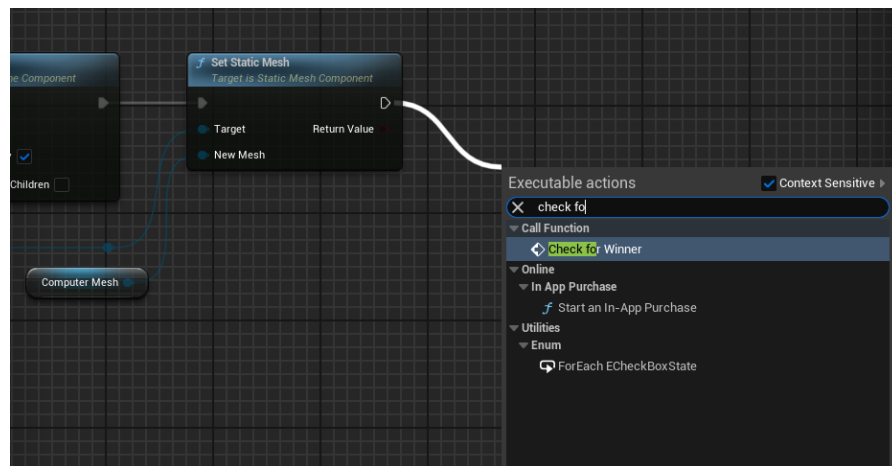 Set Static Mesh
Target is Static Mesh Component
ne Component
Target
Return Value
New Mesh
Children
Computer Mesh
Executable actions
Context Sensitive
check fo
Call Function
Check for Winner
Online
In App Purchase
Start an In-App Purchase
Utilities
Enum
ForEach ECheckBoxState